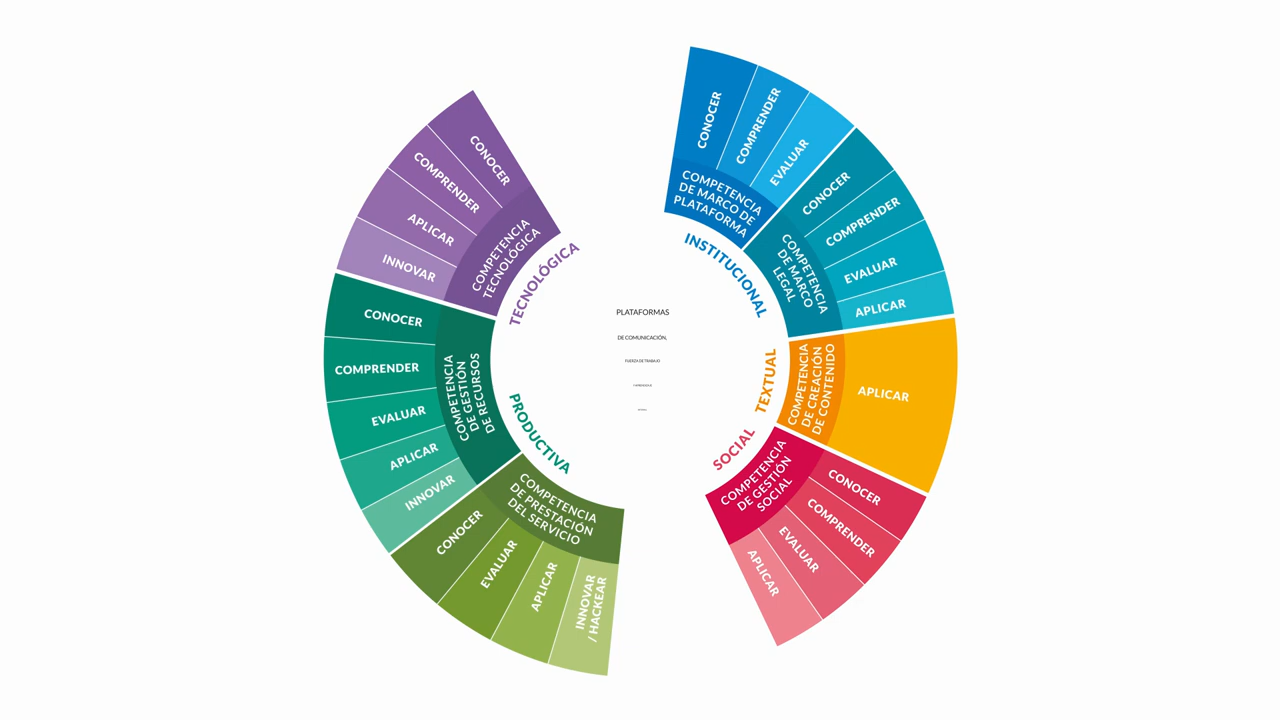 CONOCER
COMPRENDER
EVALUAR
COMPETENCIA
DE MARCO DE
PLATAFORMA
INSTITUCIONAL
CONOCER
COMPRENDER
EVALUAR
APLICAR
COMPETENCIA
DE MARCO
LEGAL
TEXTUAL
COMPETENCIA
DE CREACIÓN
DE CONTENIDO
APLICAR
SOCIAL
COMPETENCIA
DE GESTIÓN
SOCIAL
CONOCER
COMPRENDER
EVALUAR
APLICAR
PLATAFORMAS
DE COMUNICACIÓN,
FUERZA DE TRABAJO
TECNOLÓGICA
COMPETENCIA
TECNOLÓGICA
CONOCER
COMPRENDER
APLICAR
INNOVAR
PRODUCTIVA
COMPETENCIA
DE GESTIÓN
DE RECURSOS
CONOCER
COMPRENDER
EVALUAR
APLICAR
INNOVAR
COMPETENCIA
DE PRESTACIÓN
DEL SERVICIO
CONOCER
EVALUAR
APLICAR
INNOVAR
/ HACKEAR